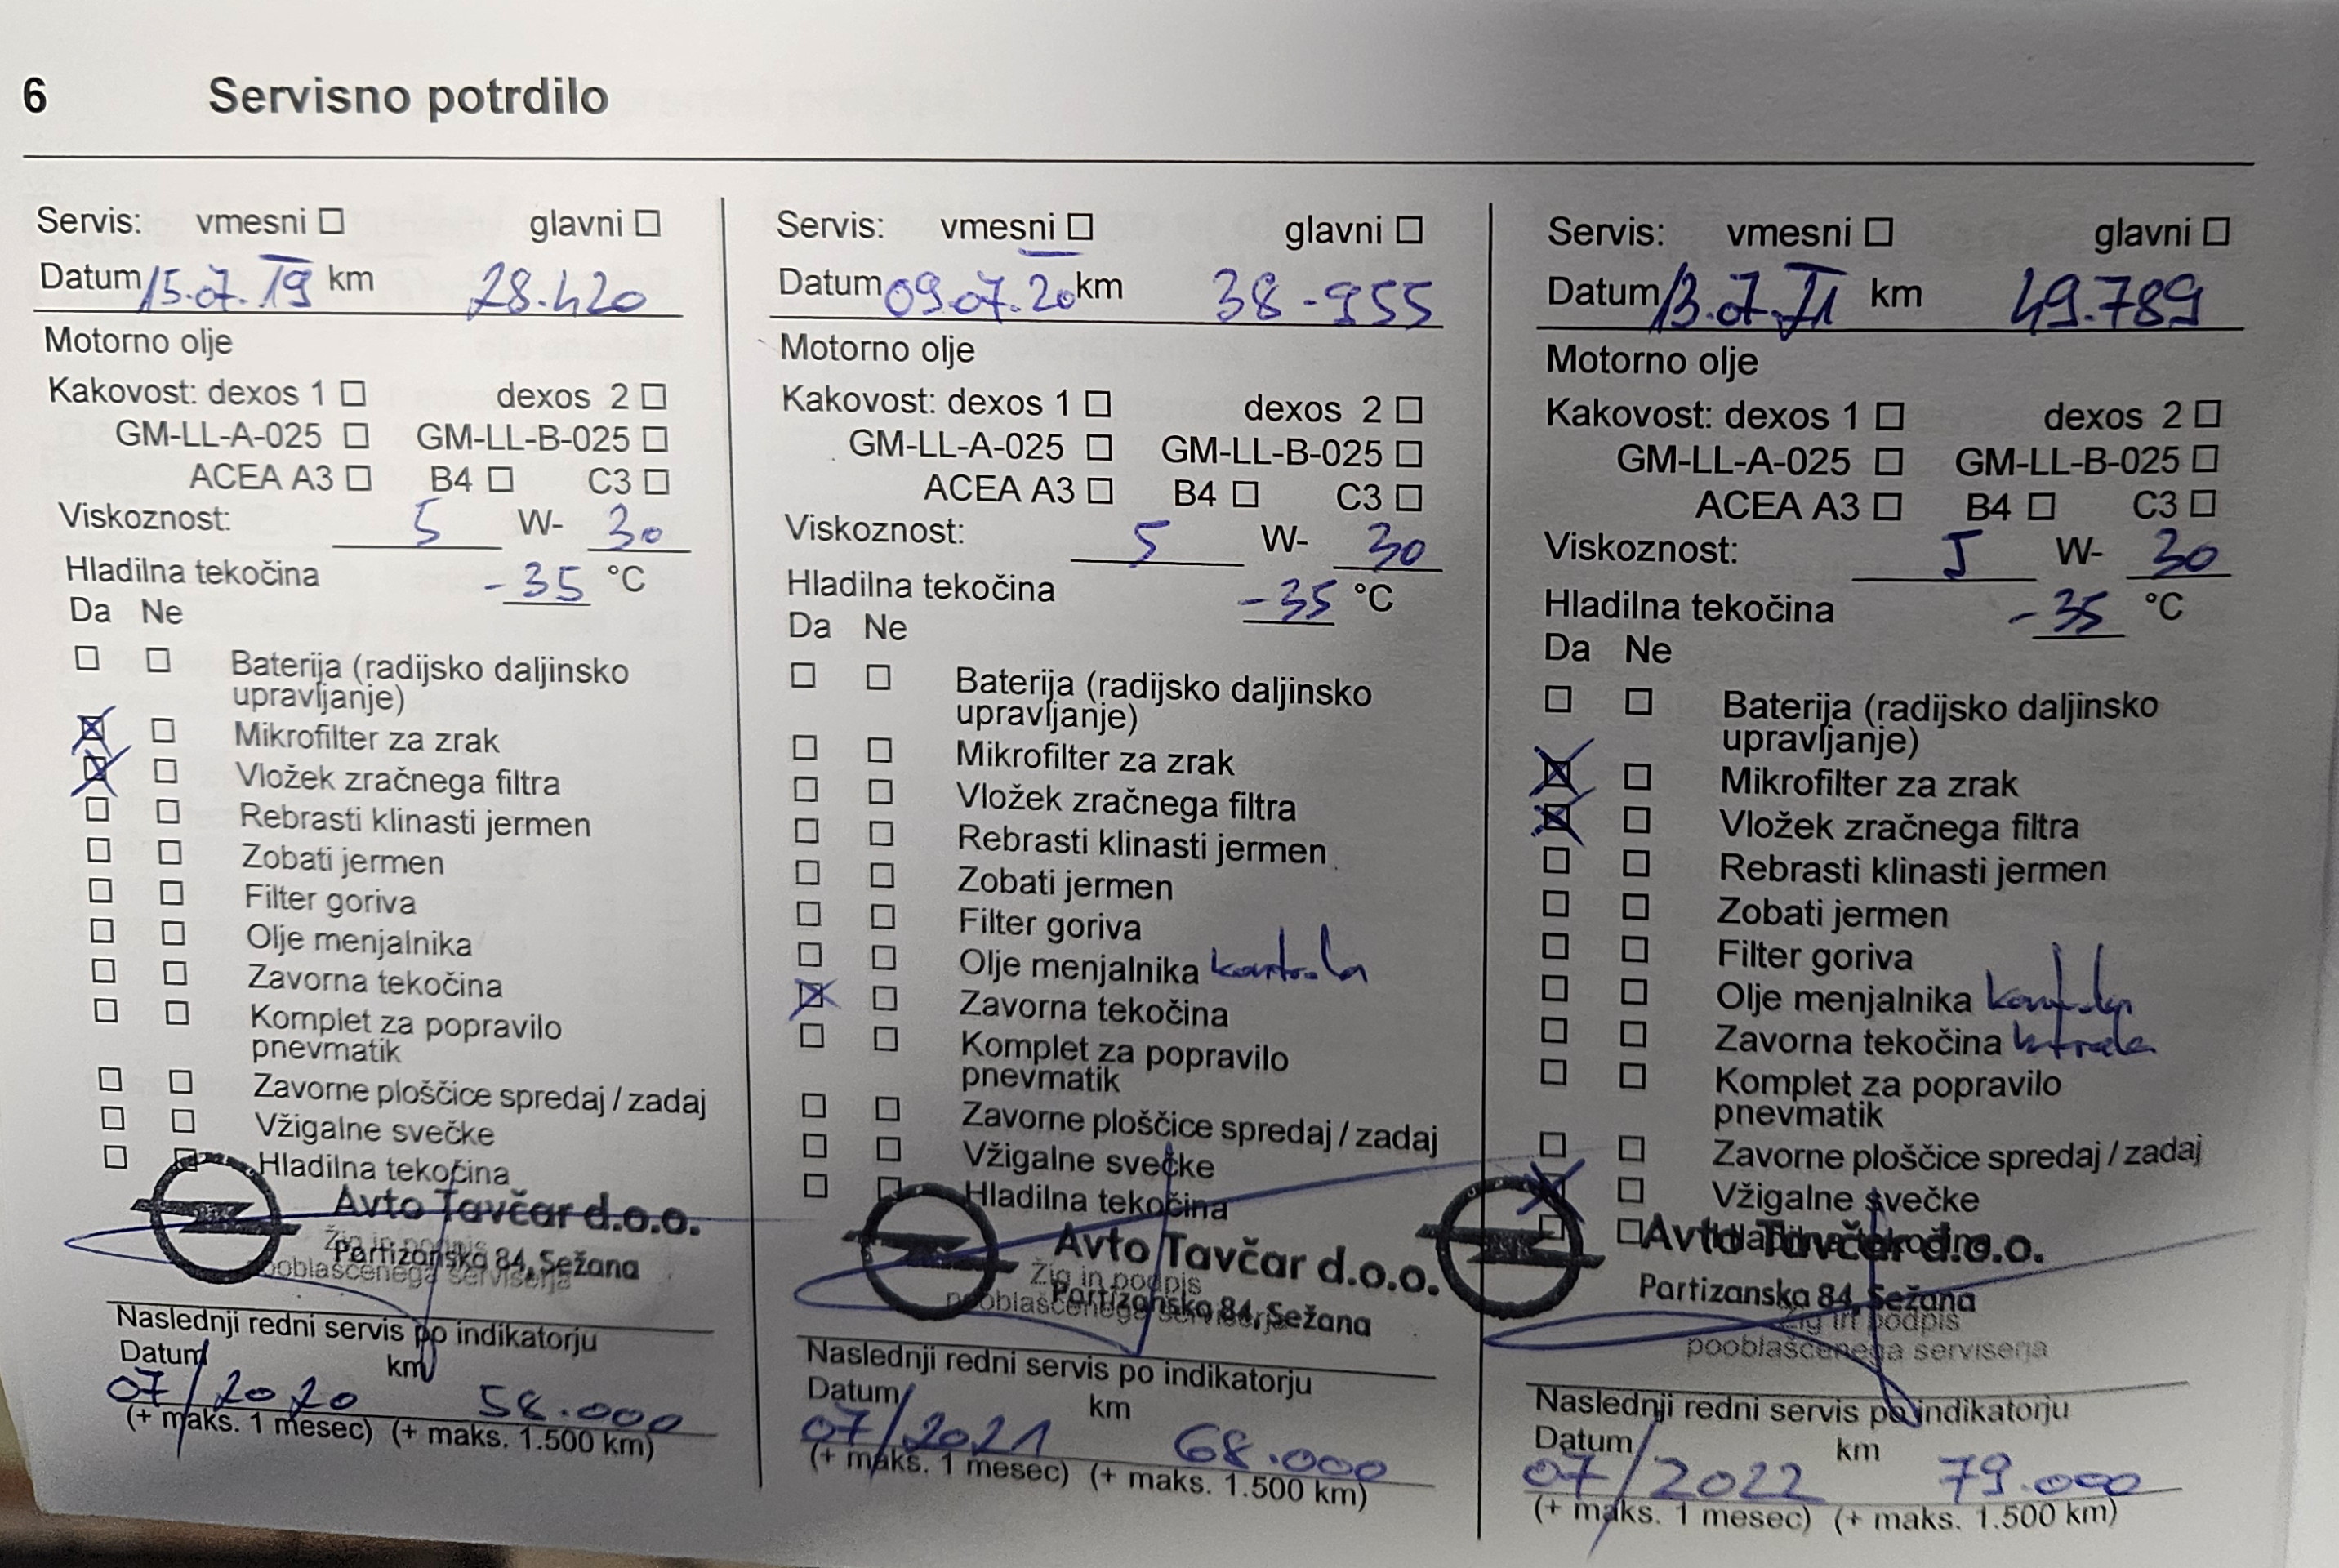 6 Servisno potrdilo
Servis: vmesni ☐ glavni ☐
Datum 15.07.19 km 28.420
Motorno olje
Kakovost: dexos 1 ☐ dexos 2 ☐
GM-LL-A-025 ☐ GM-LL-B-025 ☐
ACEA A3 ☐ B4 ☐ C3 ☐
Viskoznost: 5 W- 30
Hladilna tekočina -35 °C
Da Ne
☐ ☐ Baterija (radijsko daljinsko
upravljanje)
☒ ☐ Mikrofilter za zrak
☒ ☐ Vložek zračnega filtra
☐ ☐ Rebrasti klinasti jermen
☐ ☐ Zobati jermen
☐ ☐ Filter goriva
☐ ☐ Olje menjalnika
☐ ☐ Zavorna tekočina
☐ ☐ Komplet za popravilo
pnevmatik
☐ ☐ Zavorne ploščice spredaj / zadaj
☐ ☐ Vžigalne svečke
☐ ☐ Hladilna tekočina
Avto Tavčar d.o.o.
Žig in podpis
Partizanska 84, Sežana
pooblaščenega serviserja
Naslednji redni servis po indikatorju
Datum km
07/2020 58.000
(+ maks. 1 mesec) (+ maks. 1.500 km)
Servis: vmesni ☐ glavni ☐
Datum 09.07.20 km 38-955
Motorno olje
Kakovost: dexos 1 ☐ dexos 2 ☐
GM-LL-A-025 ☐ GM-LL-B-025 ☐
ACEA A3 ☐ B4 ☐ C3 ☐
Viskoznost: 5 W- 30
Hladilna tekočina -35 °C
Da Ne
☐ ☐ Baterija (radijsko daljinsko
upravljanje)
☐ ☐ Mikrofilter za zrak
☐ ☐ Vložek zračnega filtra
☐ ☐ Rebrasti klinasti jermen
☐ ☐ Zobati jermen
☐ ☐ Filter goriva
☐ ☐ Olje menjalnika kontrola
☒ ☐ Zavorna tekočina
☐ ☐ Komplet za popravilo
pnevmatik
☐ ☐ Zavorne ploščice spredaj / zadaj
☐ ☐ Vžigalne svečke
☐ ☐ Hladilna tekočina
Avto Tavčar d.o.o.
Žig in podpis
Partizanska 84, Sežana
pooblaščenega serviserja
Naslednji redni servis po indikatorju
Datum km
07/2021 68.000
(+ maks. 1 mesec) (+ maks. 1.500 km)
Servis: vmesni ☐ glavni ☐
Datum 13.07.21 km 49.789
Motorno olje
Kakovost: dexos 1 ☐ dexos 2 ☐
GM-LL-A-025 ☐ GM-LL-B-025 ☐
ACEA A3 ☐ B4 ☐ C3 ☐
Viskoznost: 5 W- 30
Hladilna tekočina -35 °C
Da Ne
☐ ☐ Baterija (radijsko daljinsko
upravljanje)
☒ ☐ Mikrofilter za zrak
☒ ☐ Vložek zračnega filtra
☐ ☐ Rebrasti klinasti jermen
☐ ☐ Zobati jermen
☐ ☐ Filter goriva
☐ ☐ Olje menjalnika kontrola
☐ ☐ Zavorna tekočina kontrola
☐ ☐ Komplet za popravilo
pnevmatik
☐ ☐ Zavorne ploščice spredaj / zadaj
☒ ☐ Vžigalne svečke
☐ ☐ Hladilna tekočina
Avto Tavčar d.o.o.
Partizanska 84, Sežana
Žig in podpis
pooblaščenega serviserja
Naslednji redni servis po indikatorju
Datum km
07/2022 79.000
(+ maks. 1 mesec) (+ maks. 1.500 km)